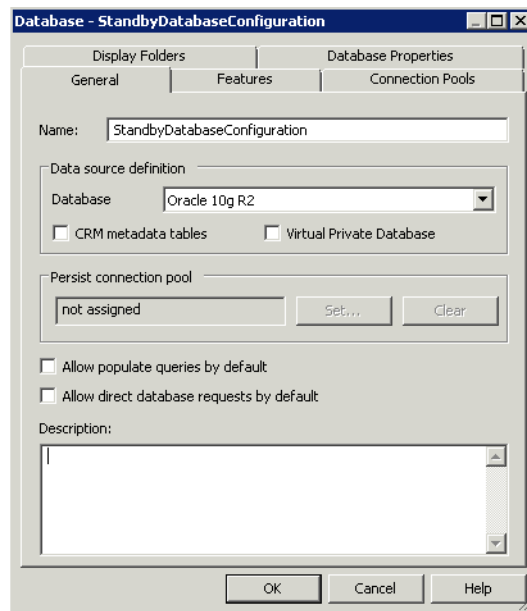 Database - StandbyDatabaseConfiguration
Display Folders Database Properties
General Features Connection Pools
Name: StandbyDatabaseConfiguration
Data source definition
Database Oracle 10g R2
CRM metadata tables Virtual Private Database
Persist connection pool
not assigned Set... Clear
Allow populate queries by default
Allow direct database requests by default
Description:
OK Cancel Help